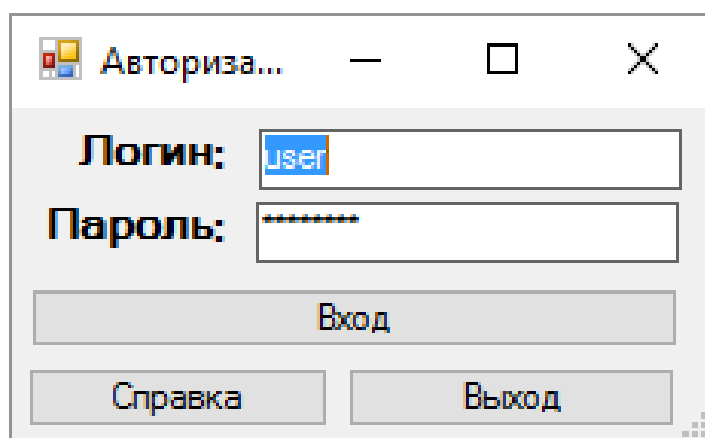 Авториза...
Логин: user
Пароль: ********
Вход
Справка Выход